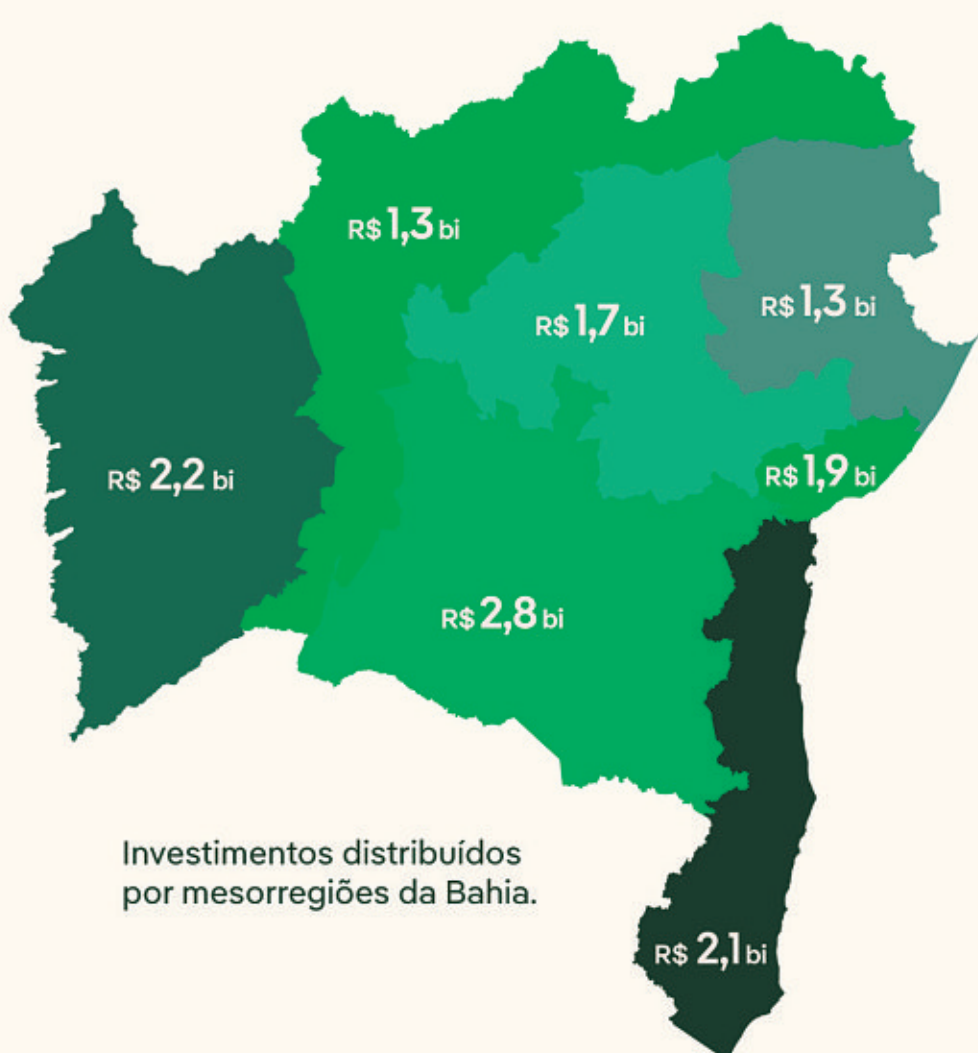 R$ 1,3 bi
R$ 1,7 bi
R$ 1,3 bi
R$ 2,2 bi
R$ 1,9 bi
R$ 2,8 bi
Investimentos distribuídos
por mesorregiões da Bahia.
R$ 2,1 bi